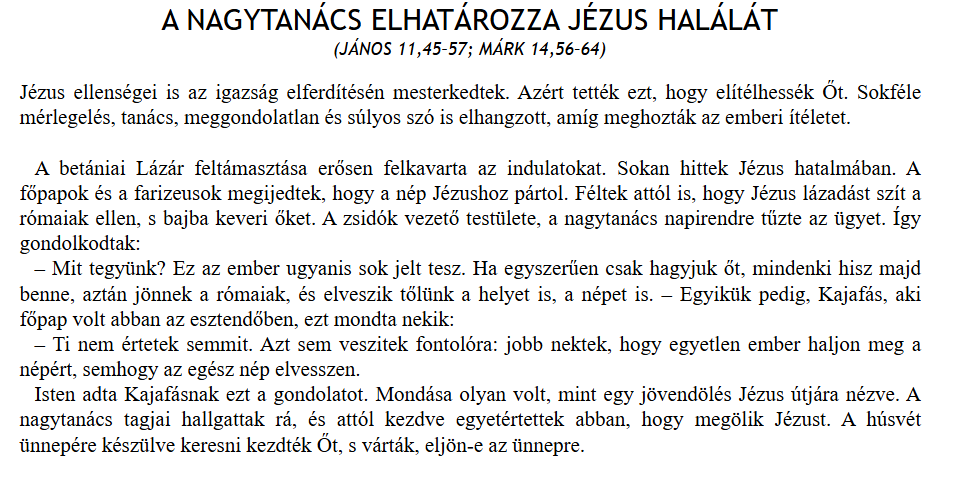 A NAGYTANÁCS ELHATÁROZZA JÉZUS HALÁLÁT
(JÁNOS 11,45–57; MÁRK 14,56–64)
Jézus ellenségei is az igazság elferdítésén mesterkedtek. Azért tették ezt, hogy elítélhessék Őt. Sokféle
mérlegelés, tanács, meggondolatlan és súlyos szó is elhangzott, amíg meghozták az emberi ítéletet.
A betániai Lázár feltámasztása erősen felkavarta az indulatokat. Sokan hittek Jézus hatalmában. A
főpapok és a farizeusok megijedtek, hogy a nép Jézushoz pártol. Féltek attól is, hogy Jézus lázadást szít a
rómaiak ellen, s bajba keveri őket. A zsidók vezető testülete, a nagytanács napirendre tűzte az ügyet. Így
gondolkodtak:
– Mit tegyünk? Ez az ember ugyanis sok jelt tesz. Ha egyszerűen csak hagyjuk őt, mindenki hisz majd
benne, aztán jönnek a rómaiak, és elveszik tőlünk a helyet is, a népet is. – Egyikük pedig, Kajafás, aki
főpap volt abban az esztendőben, ezt mondta nekik:
– Ti nem értetek semmit. Azt sem veszitek fontolóra: jobb nektek, hogy egyetlen ember haljon meg a
népért, semhogy az egész nép elvesszen.
Isten adta Kajafásnak ezt a gondolatot. Mondása olyan volt, mint egy jövendölés Jézus útjára nézve. A
nagytanács tagjai hallgattak rá, és attól kezdve egyetértettek abban, hogy megölik Jézust. A húsvét
ünnepére készülve keresni kezdték Őt, s várták, eljön-e az ünnepre.